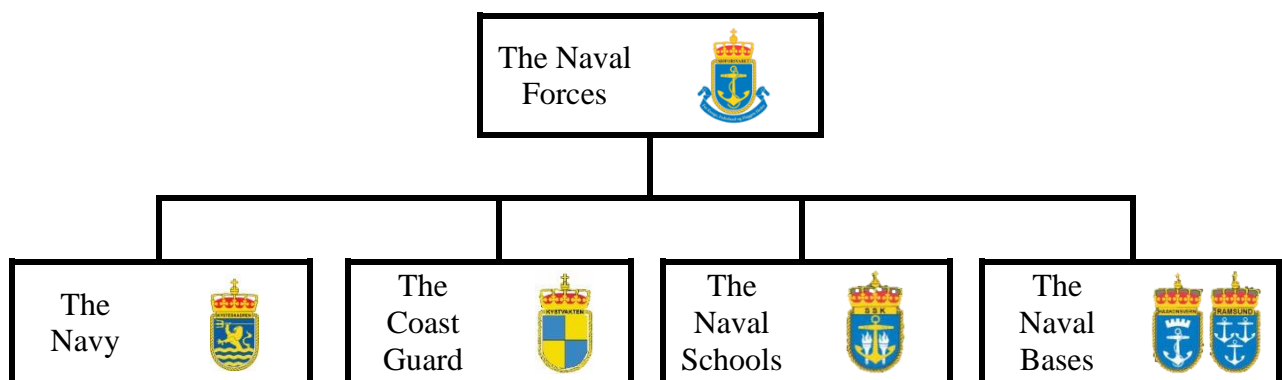 The Naval
Forces
The
Navy
KYSTVAKTEN
The
Coast
Guard
SSK
The
Naval
Schools
The
Naval
Bases
HAAKONSVERN
RAMSUND